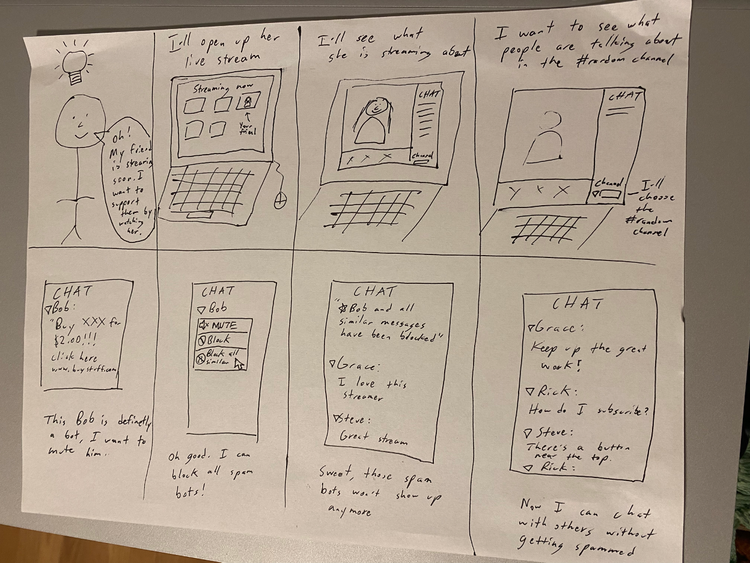 Oh!
My friend
is streaming
soon. I
want to
support
them by
watching
her.
I'll open up her
live stream
Streaming now
Your
friend
I'll see what
she is streaming about
CHAT
Y X X
Channel
I want to see what
people are talking about
in the #random channel
CHAT
Channel
Y X X
I'll
choose
the
#random
channel
CHAT
Bob:
"Buy XXX for
$2.00!!!
click here
www.buystuff.com
This Bob is definetly
a bot, I want to
mute him.
CHAT
Bob
MUTE
Block
Block all
similar
Oh good. I can
block all spam
bots!
CHAT
"Bob and all
similar messages
have been blocked"
Grace:
I love this
streamer
Steve:
Great stream
Sweet, those spam
bots won't show up
anymore
CHAT
Grace:
Keep up the great
work!
Rick:
How do I subscribe?
Steve:
There's a button
near the top.
Rick:
Now I can chat
with others without
getting spammed